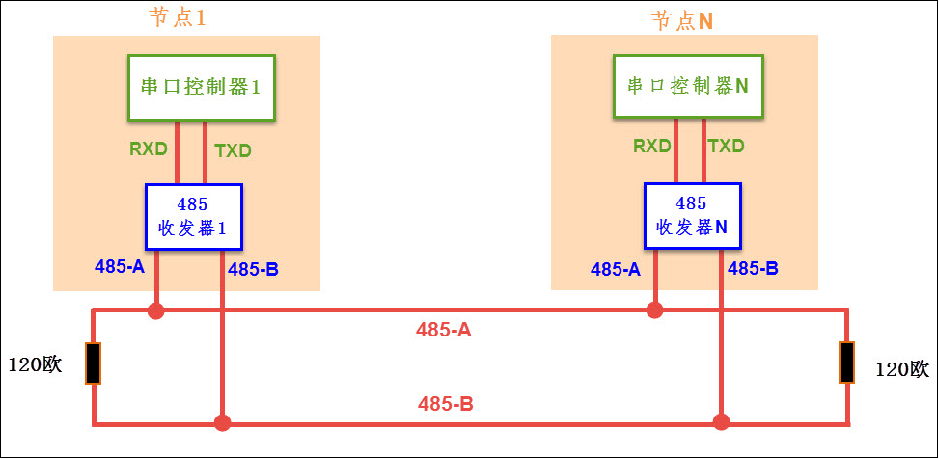 节点1
节点N
串口控制器1
串口控制器N
RXD
TXD
RXD
TXD
485
收发器1
485
收发器N
485-A
485-B
485-A
485-B
485-A
120欧
120欧
485-B